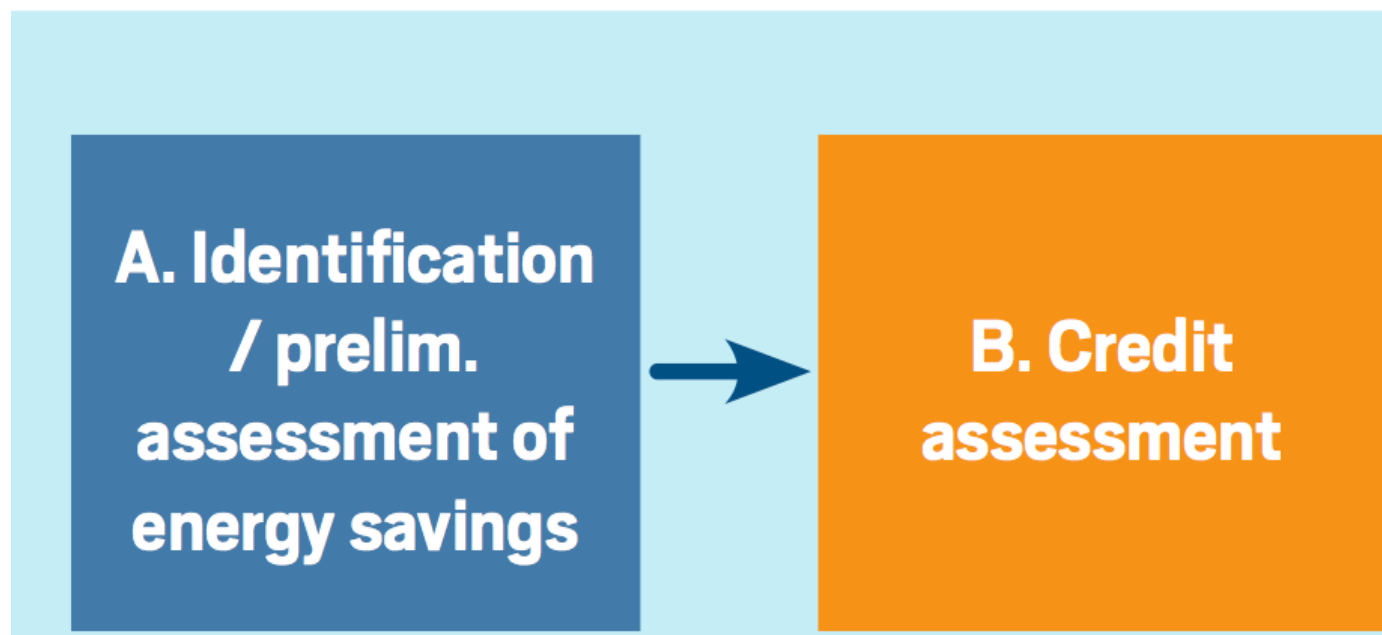 A. Identification
/ prelim.
assessment of
energy savings
B. Credit
assessment